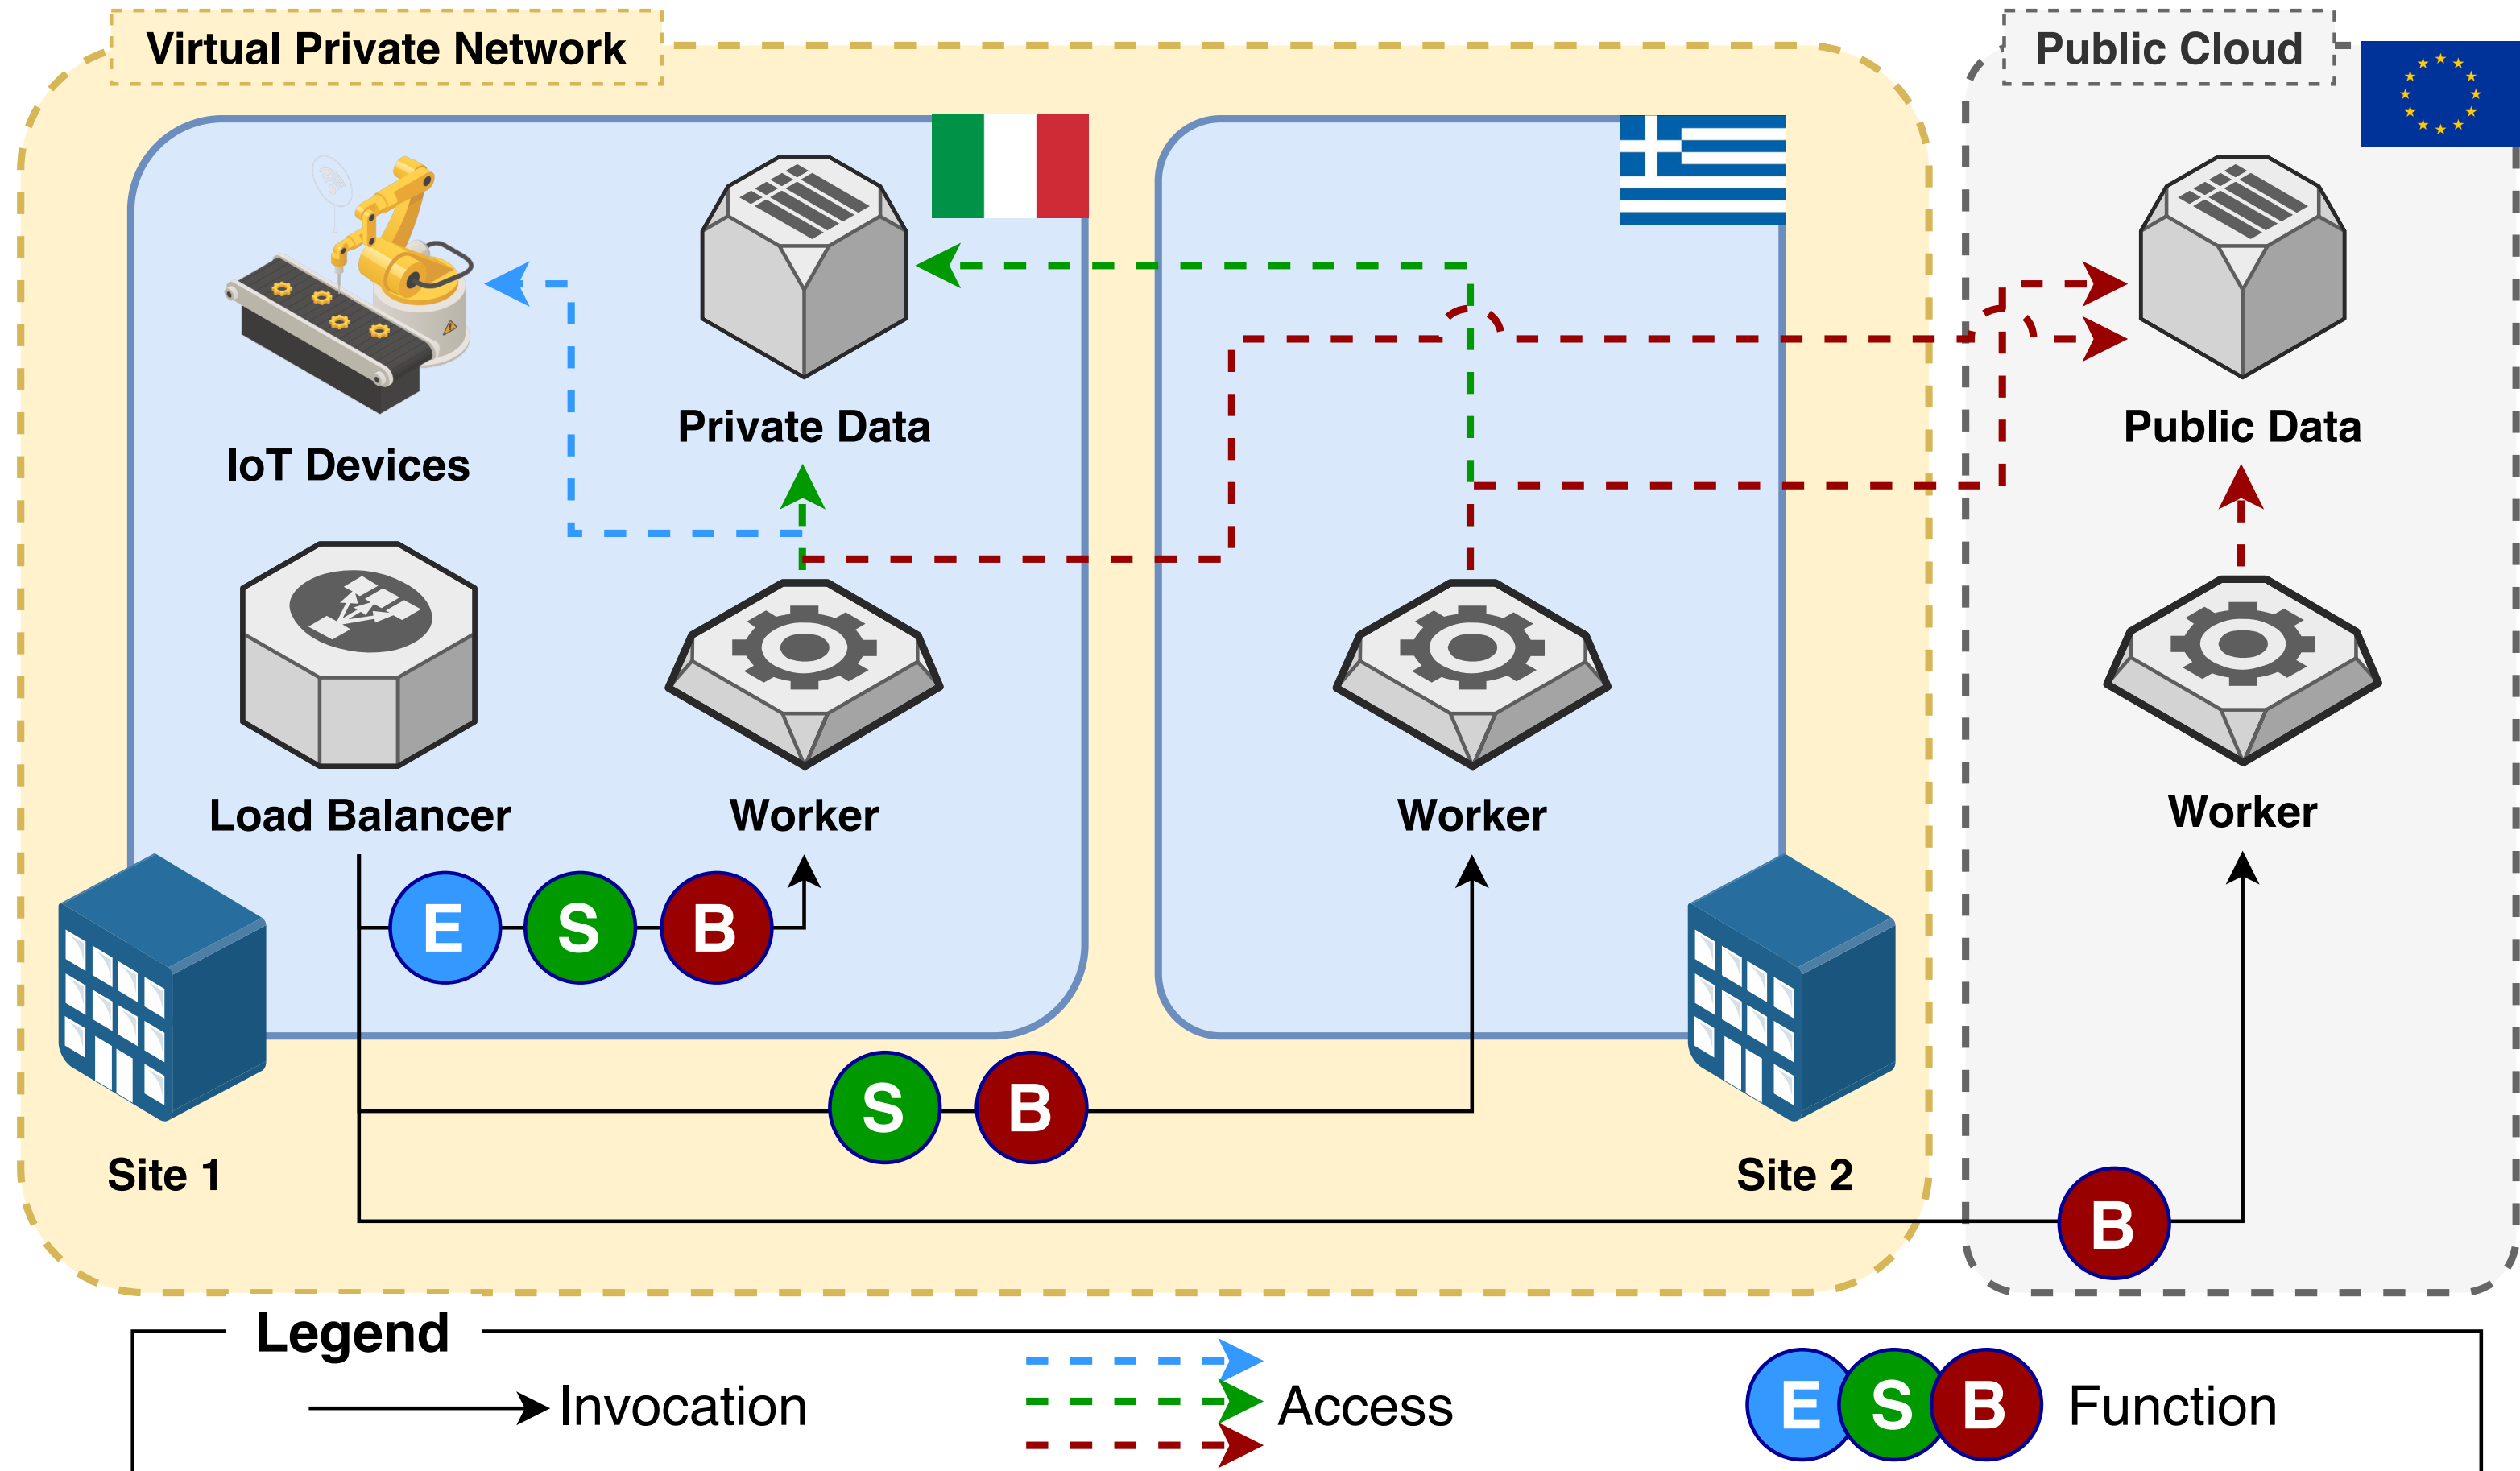 Virtual Private Network
Public Cloud
IoT Devices
Private Data
Public Data
Load Balancer
Worker
Worker
Worker
E
S
B
S
B
Site 1
Site 2
B
Legend
Invocation
Access
E S B
Function